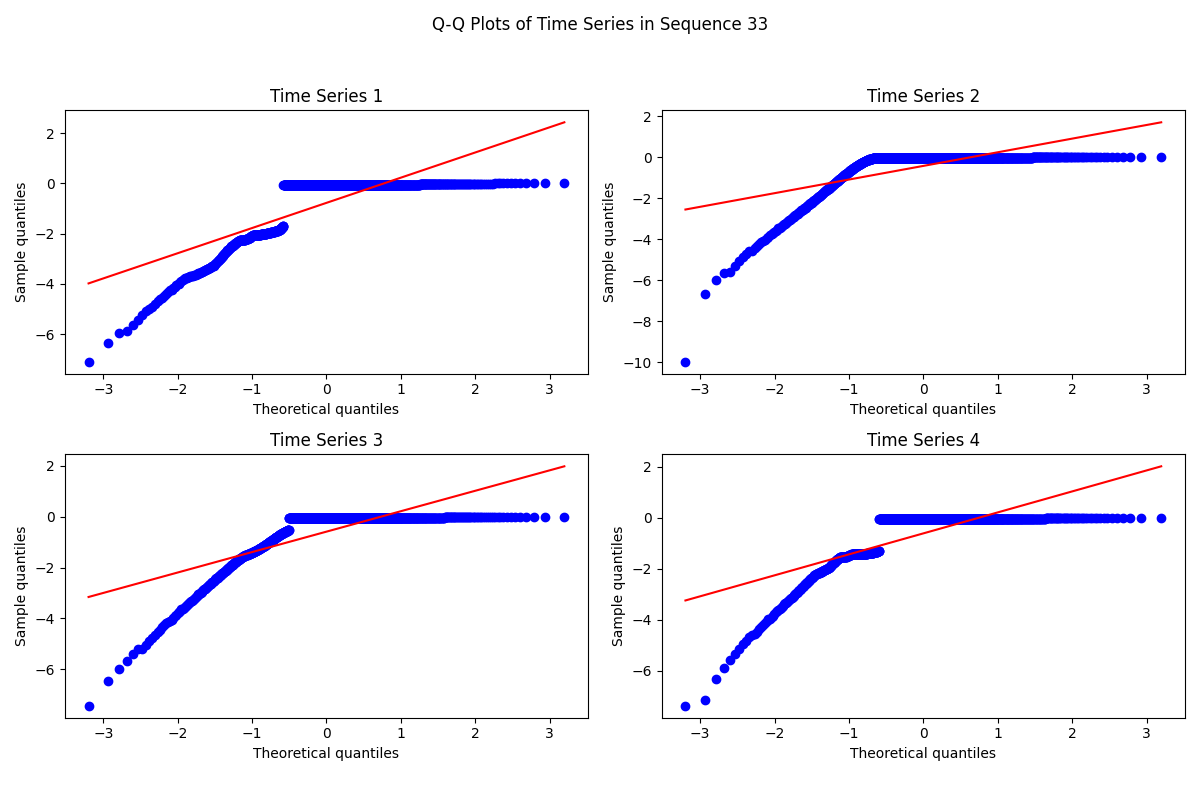 Q-Q Plots of Time Series in Sequence 33
Time Series 1
2
0
−2
−4
−6
Sample quantiles
−3 −2 −1 0 1 2 3
Theoretical quantiles
Time Series 2
2
0
−2
−4
−6
−8
−10
Sample quantiles
−3 −2 −1 0 1 2 3
Theoretical quantiles
Time Series 3
2
0
−2
−4
−6
Sample quantiles
−3 −2 −1 0 1 2 3
Theoretical quantiles
Time Series 4
2
0
−2
−4
−6
Sample quantiles
−3 −2 −1 0 1 2 3
Theoretical quantiles